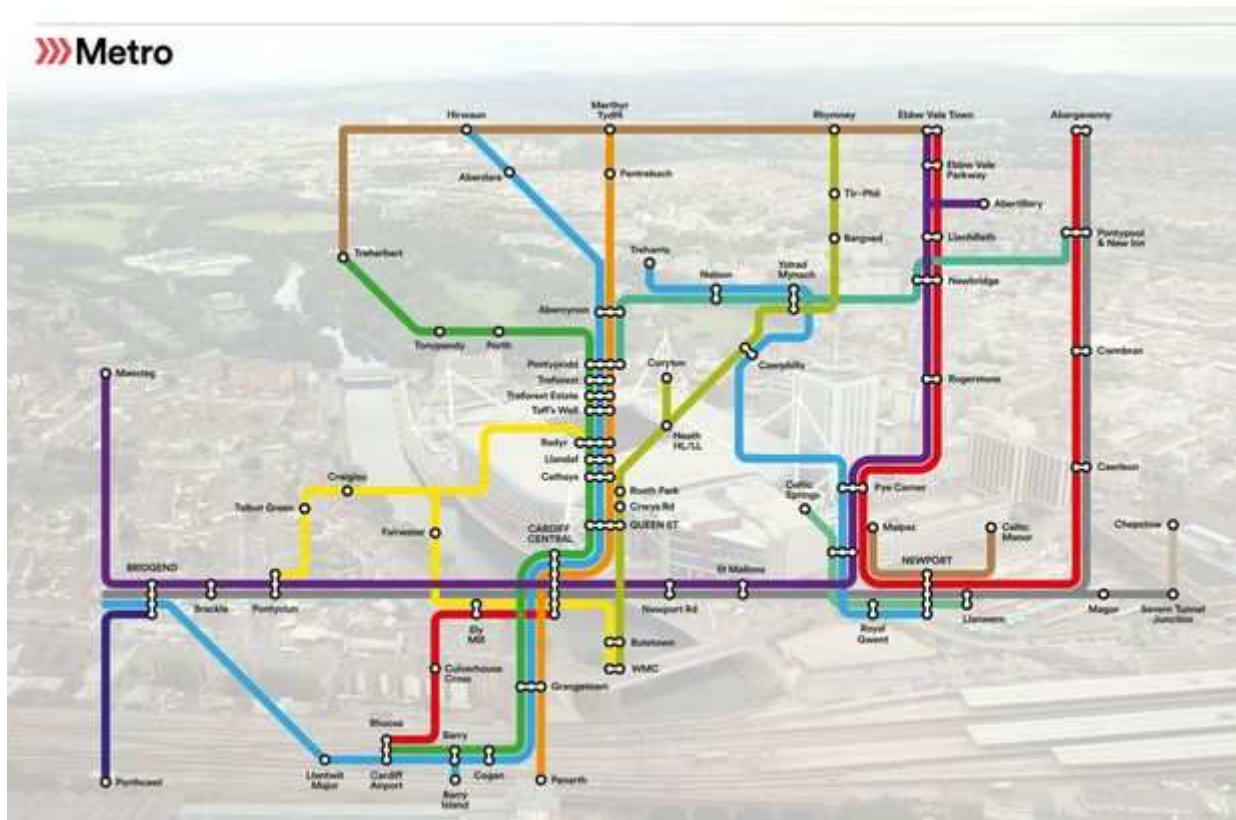 Metro
Merthyr
Tydfil
Hirwaun
Rhymney
Ebbw Vale Town
Abergavenny
Ebbw Vale
Parkway
Aberdare
Pentrebach
Tir-Phil
Abertillery
Treharris
Bargoed
Llanhilleth
Pontypool
& New Inn
Treherbert
Nelson
Ystrad
Mynach
Newbridge
Abercynon
Tonypandy
Porth
Pontypridd
Coryton
Caerphilly
Cwmbran
Maesteg
Treforest
Rogerstone
Treforest Estate
Taff's Well
Radyr
Heath
HL/LL
Llandaf
Caerleon
Cathays
Creigiau
Roath Park
Celtic
Springs
Pye Corner
Talbot Green
Crwys Rd
Fairwater
CARDIFF
CENTRAL
QUEEN ST
Malpas
Celtic
Manor
Chepstow
BRIDGEND
St Mellons
NEWPORT
Brackla
Pontyclun
Newport Rd
Magor
Severn Tunnel
Junction
Ely
Mill
Royal
Gwent
Llanwern
Butetown
WMC
Culverhouse
Cross
Grangetown
Rhoose
Barry
Porthcawl
Llantwit
Major
Cardiff
Airport
Barry
Island
Cogan
Penarth